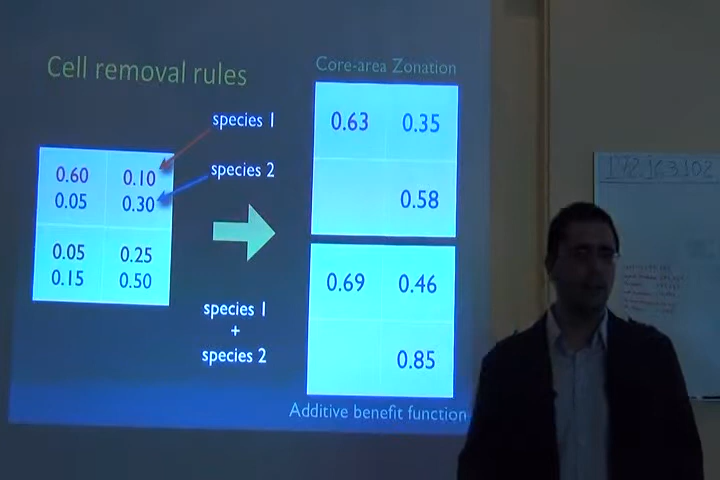 Cell removal rules
Core-area Zonation
species 1
species 2
0.60 0.10
0.05 0.30
0.05 0.25
0.15 0.50
species 1
+
species 2
0.63 0.35
0.58
0.69 0.46
0.85
Additive benefit function